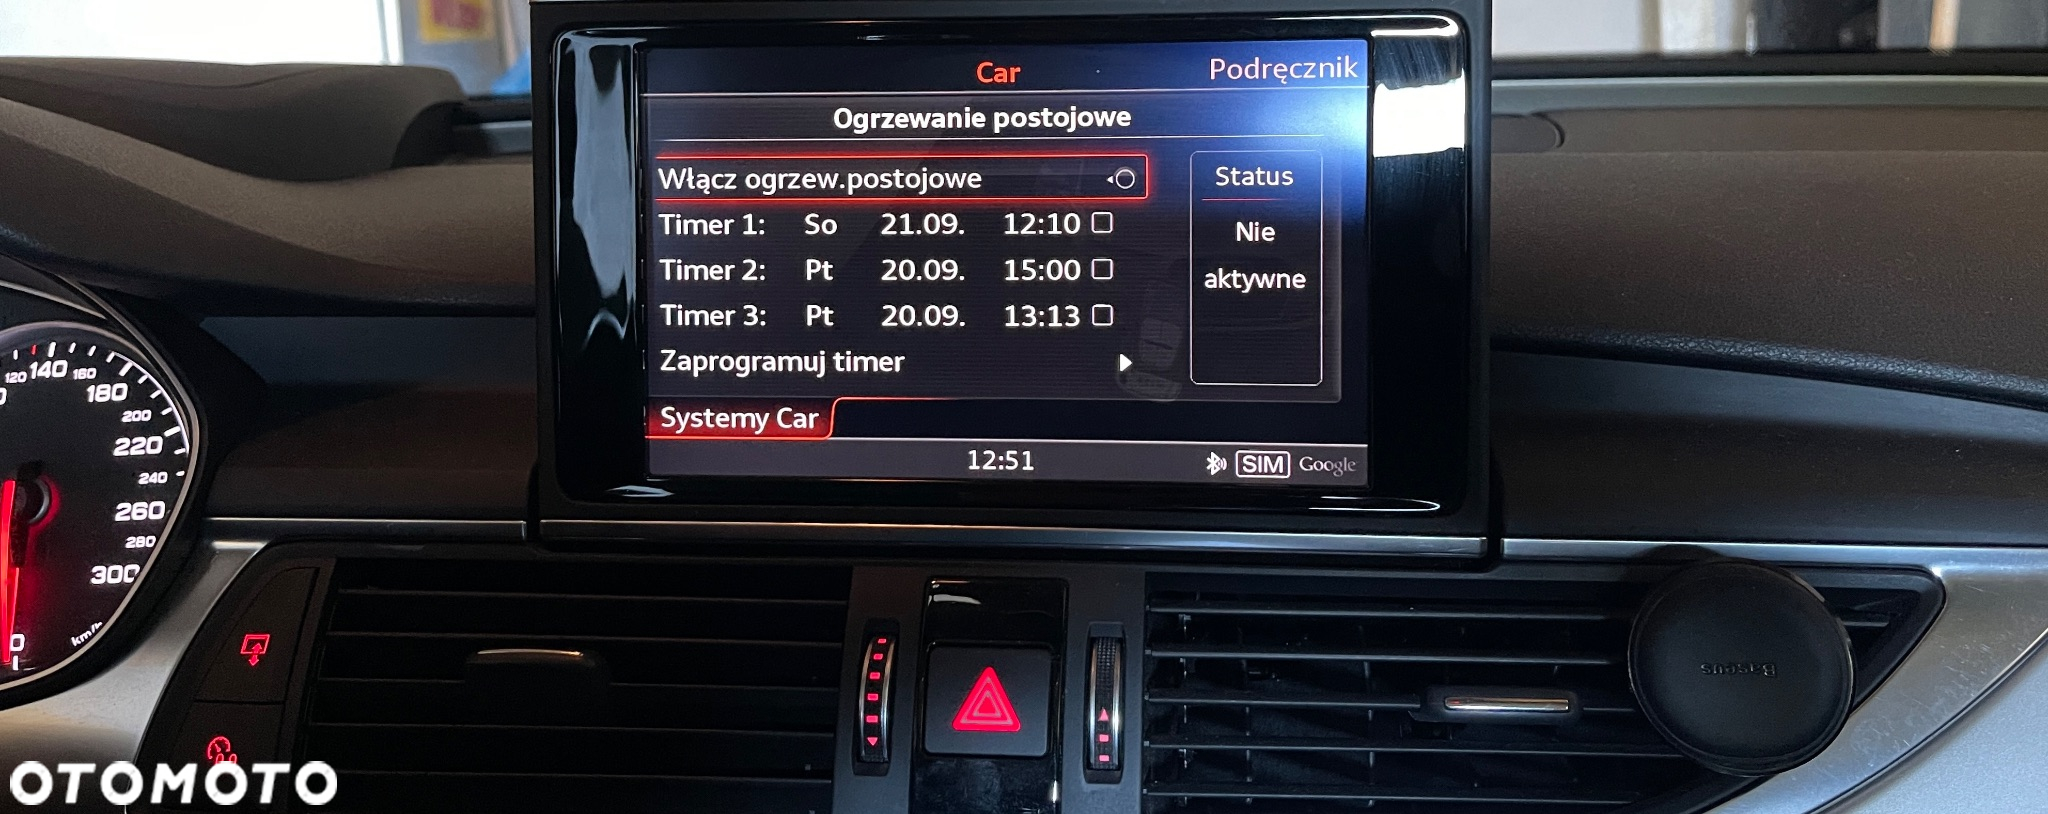 Car
Podręcznik
Ogrzewanie postojowe
Włącz ogrzew.postojowe
Timer 1: So 21.09. 12:10
Timer 2: Pt 20.09. 15:00
Timer 3: Pt 20.09. 13:13
Zaprogramuj timer
Status
Nie
aktywne
Systemy Car
12:51
SIM Google
120 140 160
180
200
220
240
260
280
300
km/h
Baseus
OTOMOTO